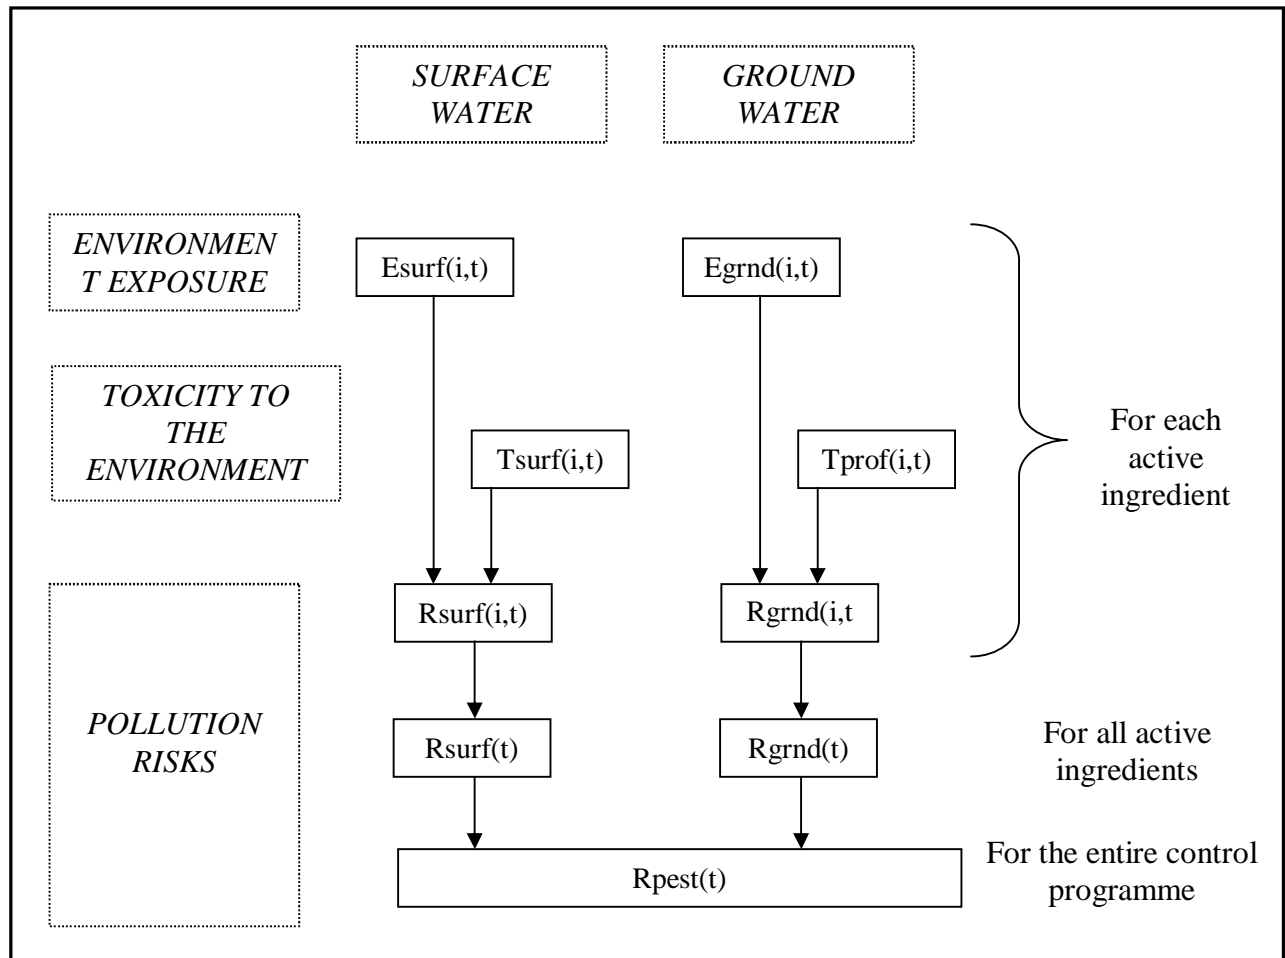 SURFACE
WATER
GROUND
WATER
ENVIRONMEN
T EXPOSURE
Esurf(i,t)
Egrnd(i,t)
TOXICITY TO
THE
ENVIRONMENT
Tsurf(i,t)
Tprof(i,t)
For each
active
ingredient
Rsurf(i,t)
Rgrnd(i,t
POLLUTION
RISKS
Rsurf(t)
Rgrnd(t)
For all active
ingredients
Rpest(t)
For the entire control
programme